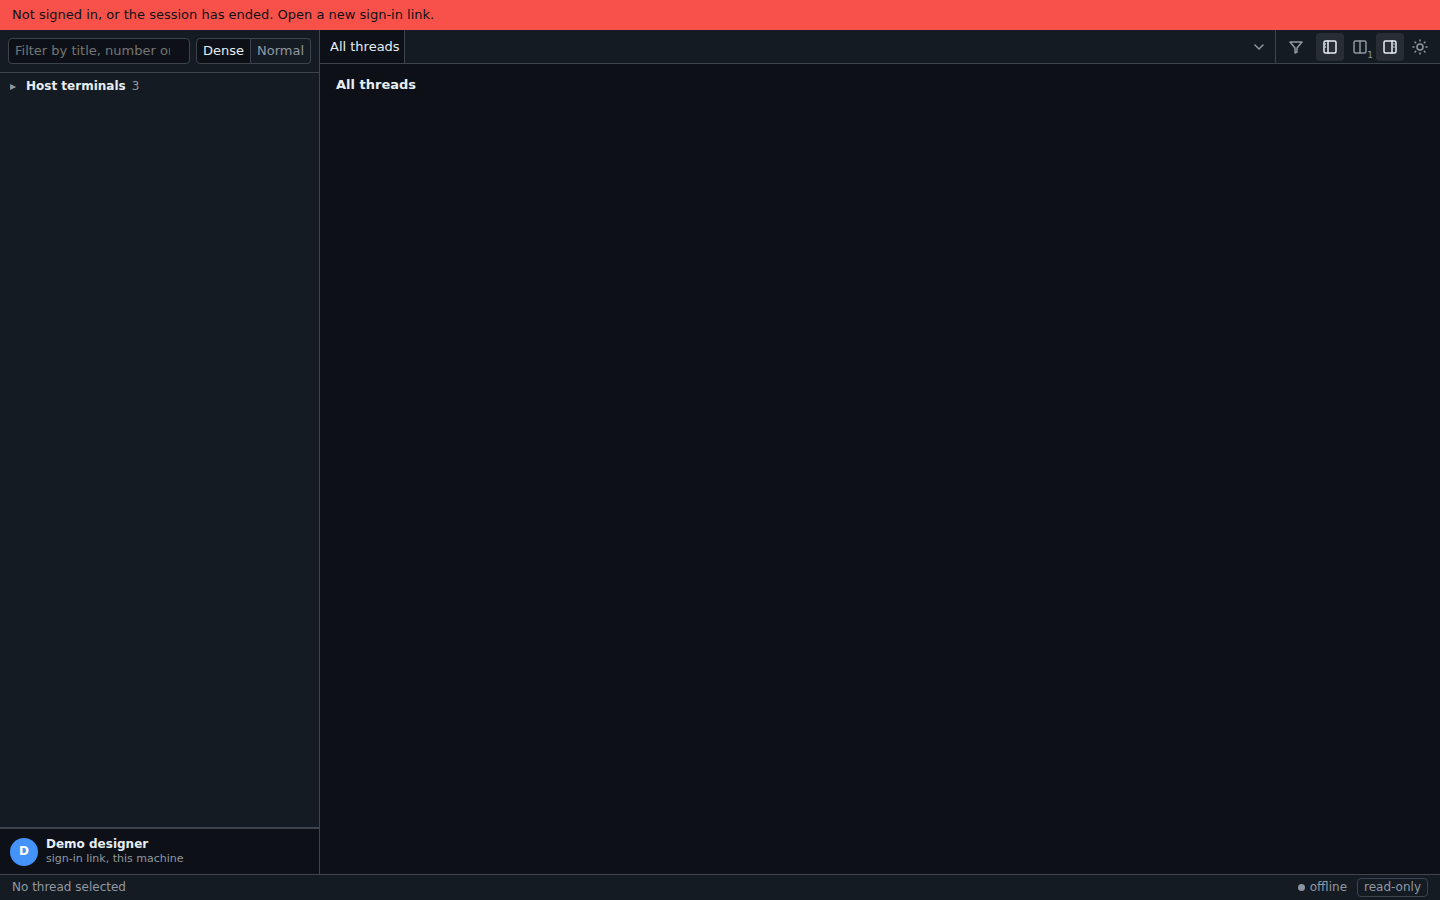 Not signed in, or the session has ended. Open a new sign-in link.
Filter by title, number or
Dense
Normal
All threads
1
Host terminals 3
All threads
D
Demo designer
sign-in link, this machine
No thread selected
offline
read-only